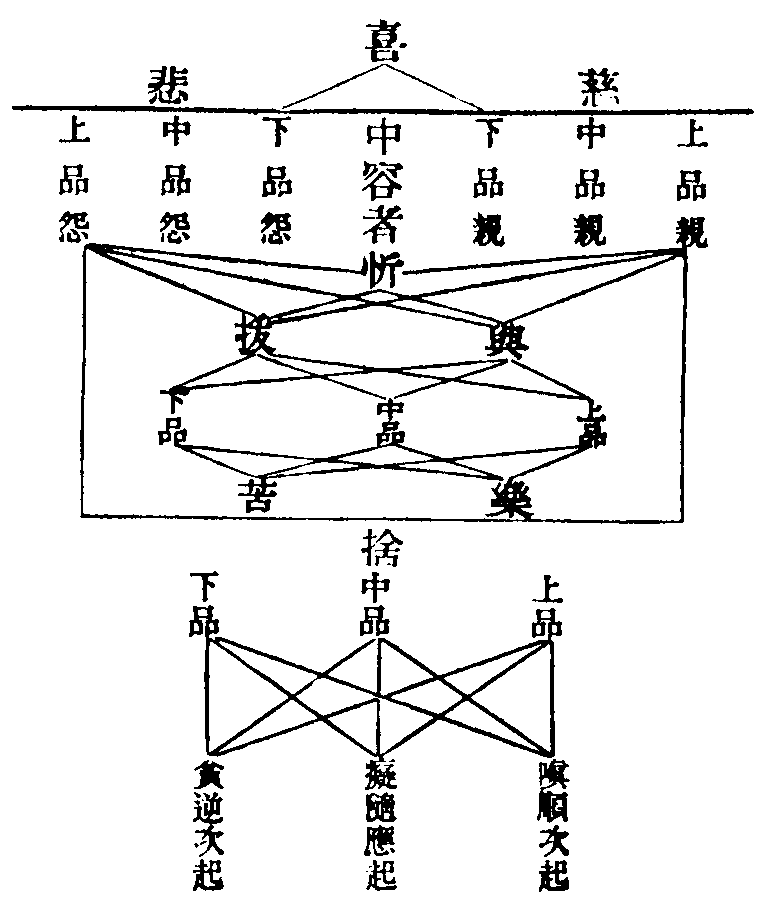 喜
悲
慈
上品怨
中品怨
下品怨
中容者忻
下品親
中品親
上品親
拔
與
下品
中品
上品
苦
樂
捨
下品
中品
上品
貪逆次起
癡隨應起
嗔順次起